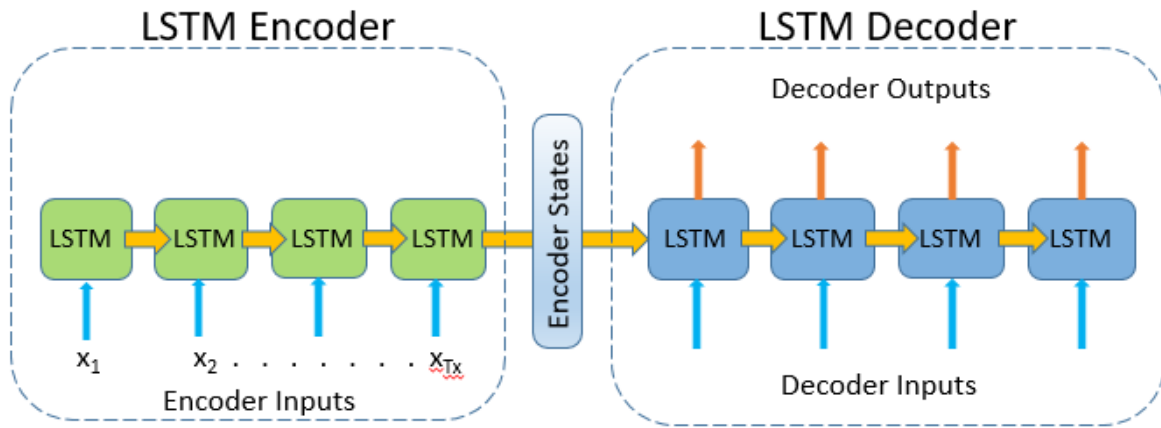 LSTM Encoder
LSTM LSTM LSTM LSTM
x₁ x₂ . . . . . . . x_Tx
Encoder Inputs
Encoder States
LSTM Decoder
Decoder Outputs
LSTM LSTM LSTM LSTM
Decoder Inputs